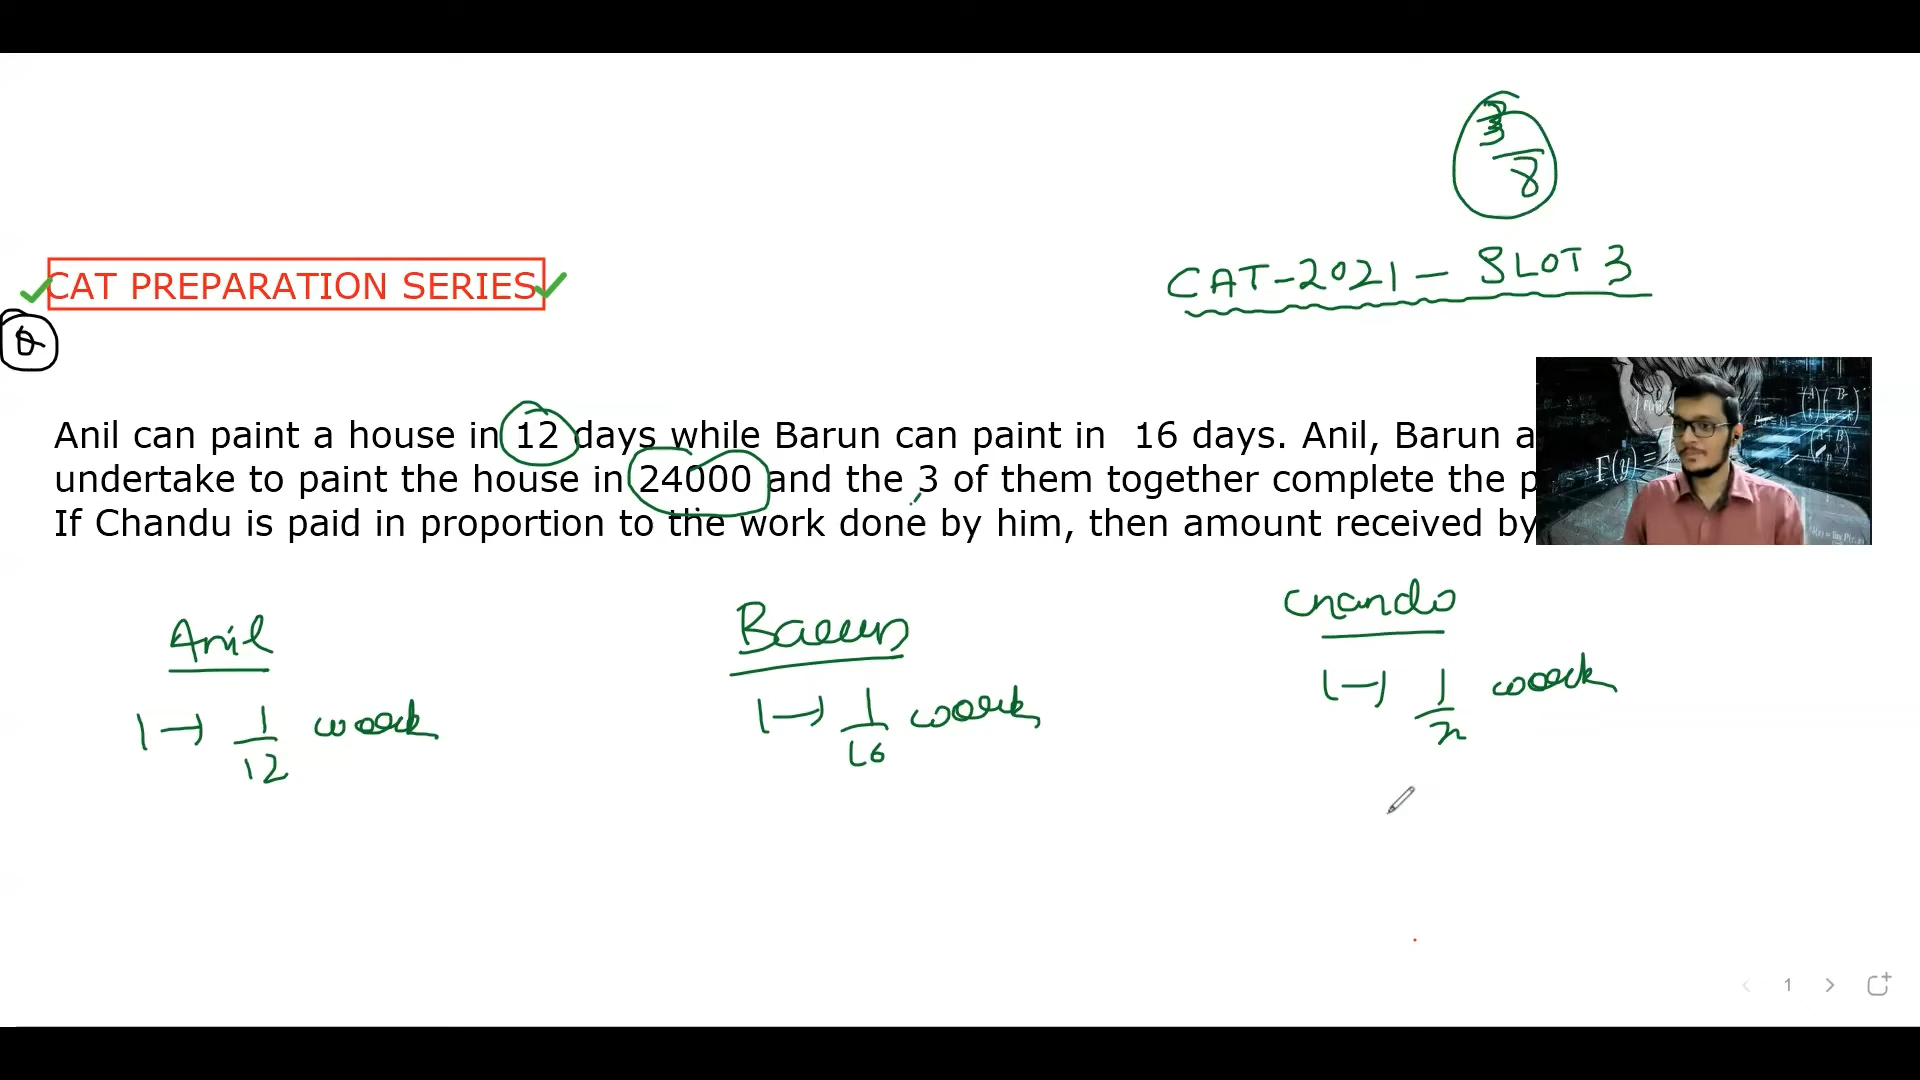 3/8
CAT-2021 - SLOT 3
CAT PREPARATION SERIES
Q
Anil can paint a house in 12 days while Barun can paint in 16 days. Anil, Barun a
undertake to paint the house in 24000 and the 3 of them together complete the p
If Chandu is paid in proportion to the work done by him, then amount received by
Anil Barun Chandu
1 → 1/12 work 1 → 1/16 work 1 → 1/x work
1